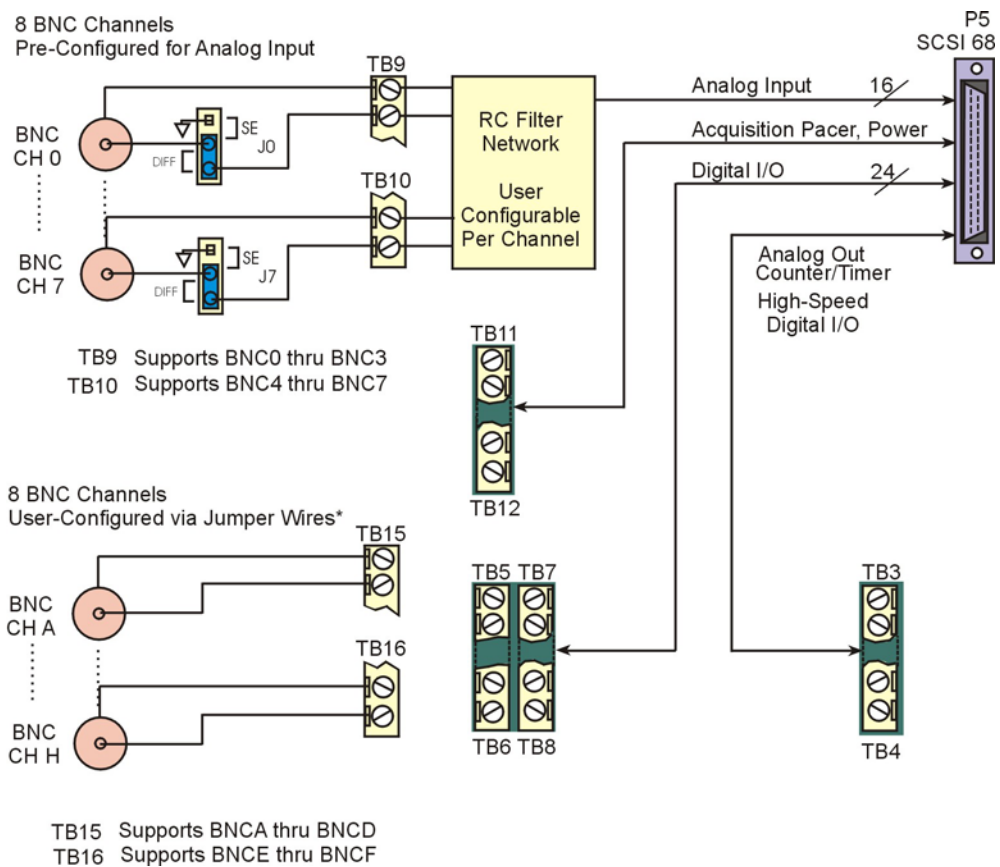 8 BNC Channels
Pre-Configured for Analog Input
P5
SCSI 68
TB9
BNC
CH 0
SE
J0
DIFF
RC Filter
Network
User
Configurable
Per Channel
Analog Input
16
Acquisition Pacer, Power
Digital I/O
24
TB10
BNC
CH 7
SE
J7
DIFF
Analog Out
Counter/Timer
High-Speed
Digital I/O
TB9 Supports BNC0 thru BNC3
TB10 Supports BNC4 thru BNC7
TB11
TB12
8 BNC Channels
User-Configured via Jumper Wires*
TB15
BNC
CH A
TB16
BNC
CH H
TB5 TB7
TB6 TB8
TB3
TB4
TB15 Supports BNCA thru BNCD
TB16 Supports BNCE thru BNCF